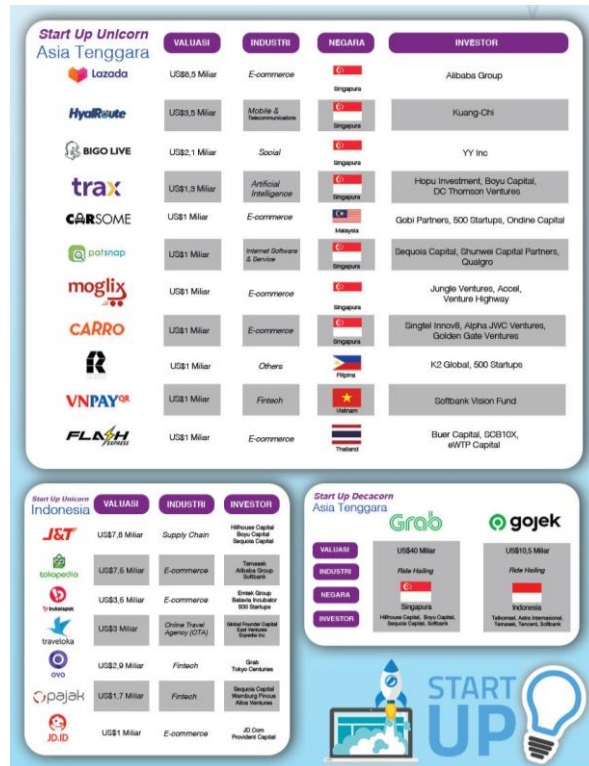 Start Up Unicorn
Asia Tenggara
VALUASI INDUSTRI NEGARA INVESTOR
Lazada US$8,5 Miliar E-commerce Singapura Alibaba Group
HyalRoute US$3,5 Miliar Mobile & Telecommunications Singapura Kuang-Chi
BIGO LIVE US$2,1 Miliar Social Singapura YY Inc
trax US$1,3 Miliar Artificial Intelligence Singapura Hopu Investment, Boyu Capital,
DC Thomson Ventures
CARSOME US$1 Miliar E-commerce Malaysia Gobi Partners, 500 Startups, Ondine Capital
patsnap US$1 Miliar Internet Software & Service Singapura Sequoia Capital, Shunwei Capital Partners,
Qualgro
moglix US$1 Miliar E-commerce Singapura Jungle Ventures, Accel,
Venture Highway
CARRO US$1 Miliar E-commerce Singapura Singtel Innov8, Alpha JWC Ventures,
Golden Gate Ventures
R US$1 Miliar Others Filipina K2 Global, 500 Startups
VNPAYQR US$1 Miliar Fintech Vietnam Softbank Vision Fund
FLASH EXPRESS US$1 Miliar E-commerce Thailand Buer Capital, SCB10X,
eWTP Capital
Start Up Unicorn
Indonesia
VALUASI INDUSTRI INVESTOR
J&T US$7,8 Miliar Supply Chain Hillhouse Capital
Boyu Capital
Sequoia Capital
tokopedia US$7,5 Miliar E-commerce Temasek
Alibaba Group
Softbank
bukalapak US$3,5 Miliar E-commerce Emtek Group
Batavia Incubator
500 Startups
traveloka US$3 Miliar Online Travel Agency (OTA) Global Founder Capital
East Ventures
Expedia Inc
OVO US$2,9 Miliar Fintech Grab
Tokyo Centuries
pajak US$1,7 Miliar Fintech Sequoia Capital
Warburg Pincus
Altos Ventures
JD.ID US$1 Miliar E-commerce JD.Com
Provident Capital
Start Up Decacorn
Asia Tenggara
Grab gojek
VALUASI US$40 Miliar US$10,5 Miliar
INDUSTRI Ride Hailing Ride Hailing
NEGARA Singapura Indonesia
INVESTOR Hillhouse Capital, Boyu Capital,
Sequoia Capital, Softbank
Telkomsel, Astra Internasional,
Temasek, Tencent, Softbank
START
UP